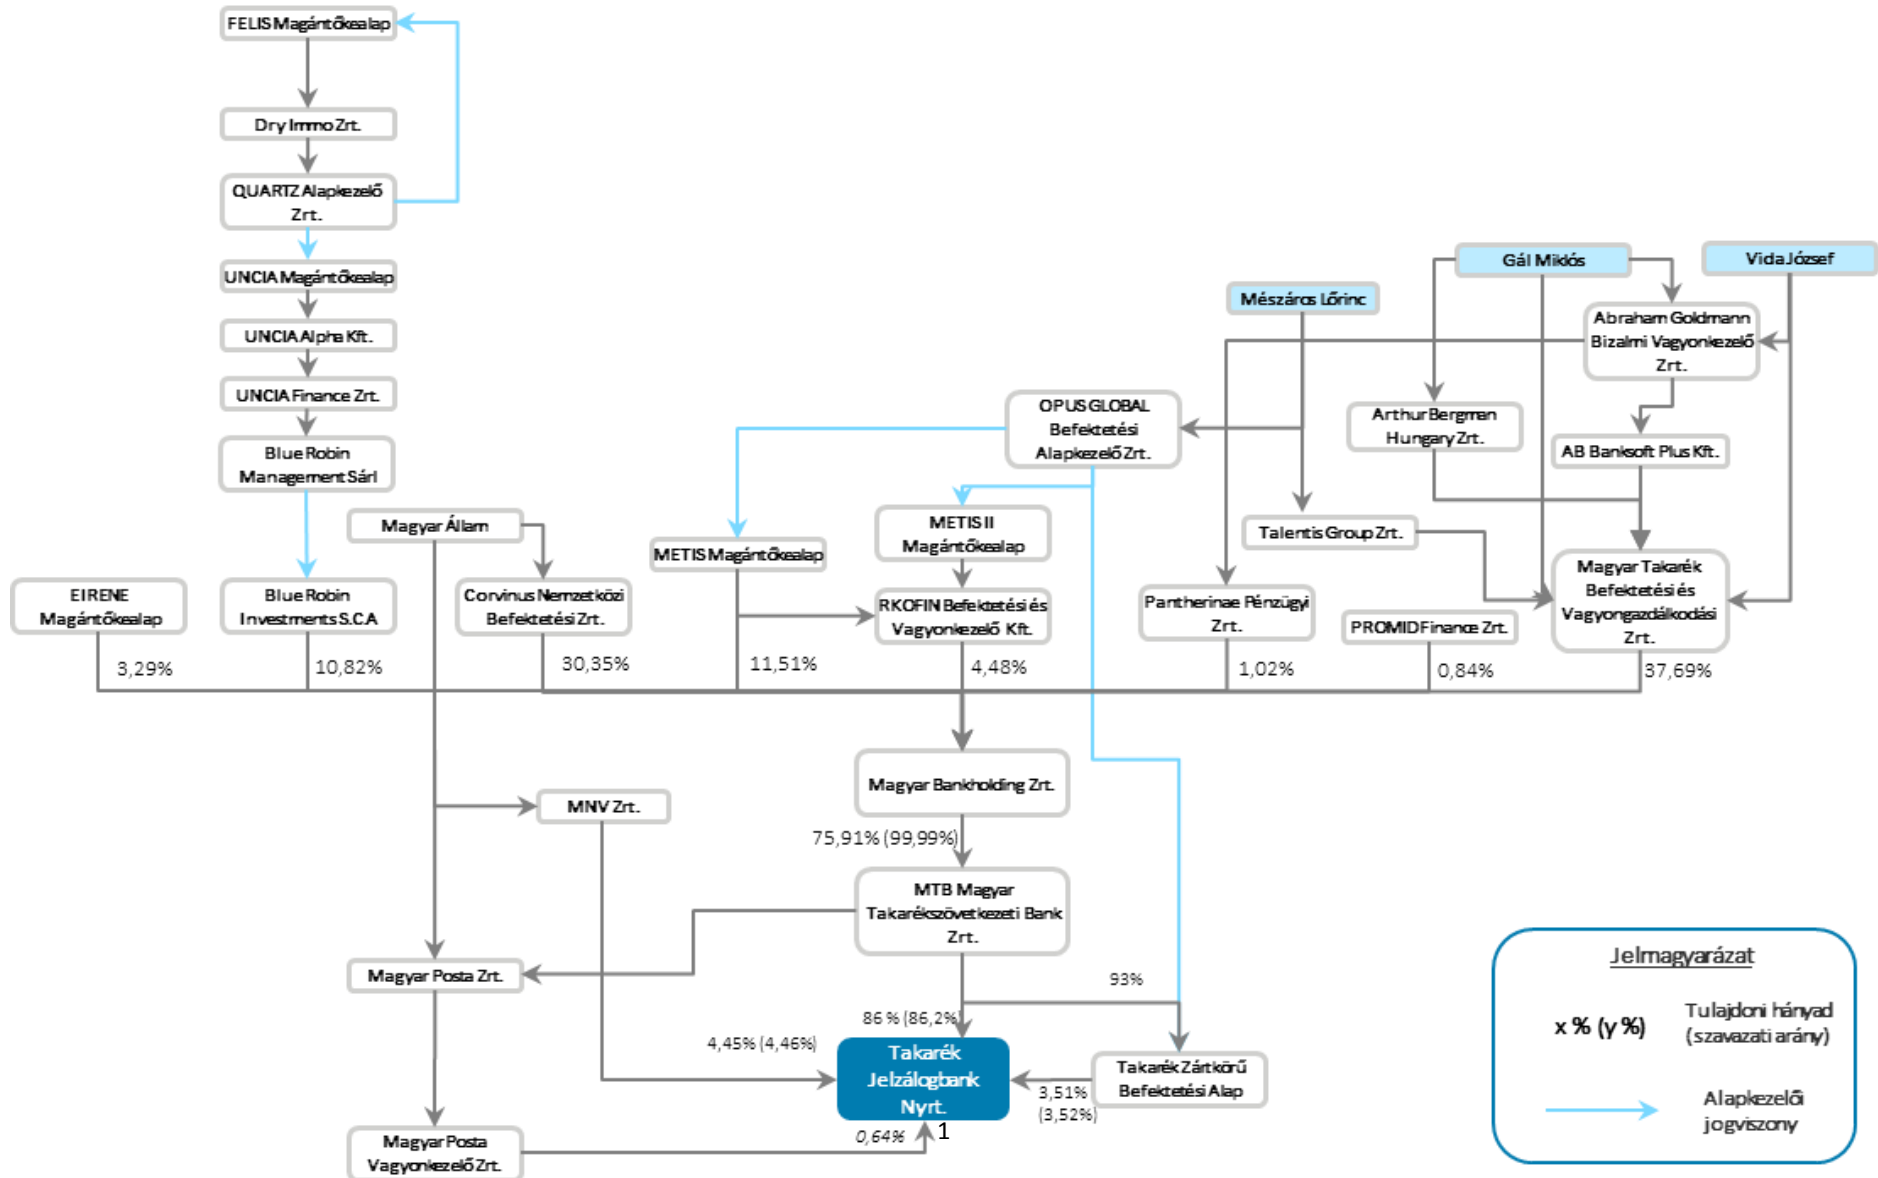 FELIS Magántőkealap
Dry Immo Zrt.
QUARTZ Alapkezelő
Zrt.
UNCIA Magántőkealap
UNCIA Alpha Kft.
UNCIA Finance Zrt.
Blue Robin
Management Sárl
Gál Miklós
Vida József
Mészáros Lőrinc
Abraham Goldmann
Bizalmi Vagyonkezelő
Zrt.
OPUS GLOBAL
Befektetési
Alapkezelő Zrt.
Arthur Bergman
Hungary Zrt.
AB Banksoft Plus Kft.
Magyar Állam
METIS Magántőkealap
METIS II
Magántőkealap
Talentis Group Zrt.
EIRENE
Magántőkealap
Blue Robin
Investments S.C.A
Corvinus Nemzetközi
Befektetési Zrt.
RKOFIN Befektetési és
Vagyonkezelő Kft.
Pantherinae Pénzügyi
Zrt.
PROMID Finance Zrt.
Magyar Takarék
Befektetési és
Vagyongazdálkodási
Zrt.
3,29%
10,82%
30,35%
11,51%
4,48%
1,02%
0,84%
37,69%
Magyar Bankholding Zrt.
MNV Zrt.
75,91% (99,99%)
MTB Magyar
Takarékszövetkezeti Bank
Zrt.
Magyar Posta Zrt.
93%
86 % (86,2%)
4,45% (4,46%)
Takarék
Jelzálogbank
Nyrt.
Takarék Zártkörű
Befektetési Alap
3,51%
(3,52%)
Magyar Posta
Vagyonkezelő Zrt.
0,64%
1
Jelmagyarázat
x % (y %)
Tulajdoni hányad
(szavazati arány)
Alapkezelői
jogviszony